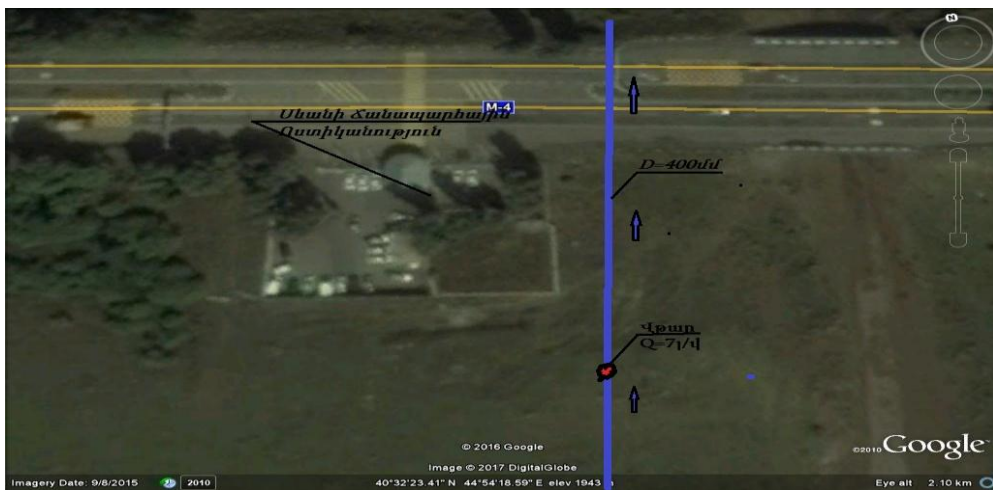 M-4
Սևանի Ճանապարհային
Ոստիկանություն
D=400մմ
Վթար
Q=7լ/վ
© 2016 Google
Image © 2017 DigitalGlobe
©2010 Google
Imagery Date: 9/8/2015 2010 40°32'23.41" N 44°54'18.59" E elev 1943 m Eye alt 2.10 km